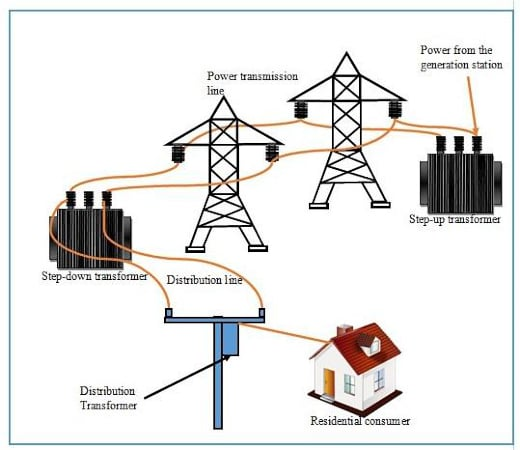 Power from the
generation station
Power transmission
line
Step-up transformer
Step-down transformer
Distribution line
Distribution
Transformer
Residential consumer